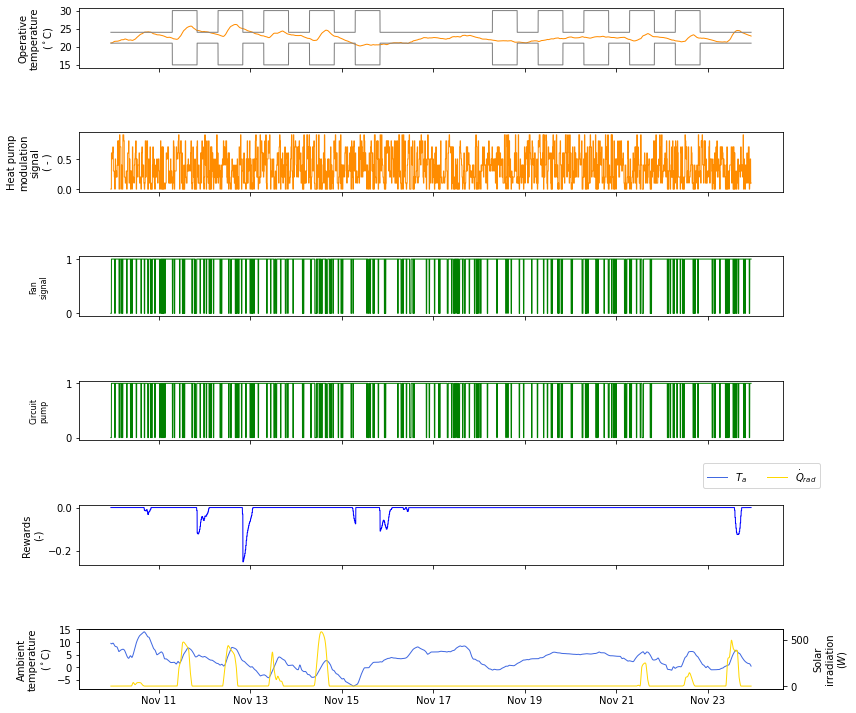 Operative
temperature
(°C)
30
25
20
15
Heat pump
modulation
signal
( - )
0.5
0.0
Fan
signal
1
0
Circuit
pump
1
0
T_a
Q̇_rad
Rewards
(-)
0.0
−0.2
Ambient
temperature
(°C)
15
10
5
0
−5
500
0
Solar
irradiation
(W)
Nov 11 Nov 13 Nov 15 Nov 17 Nov 19 Nov 21 Nov 23